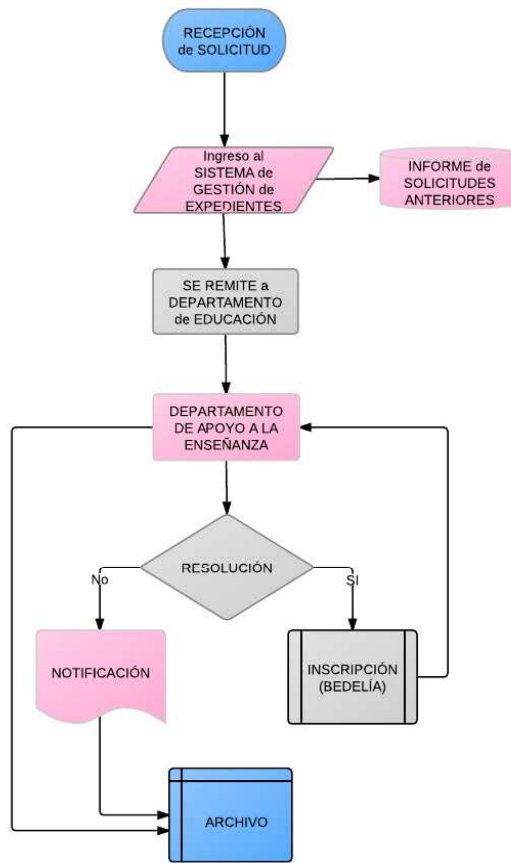 RECEPCIÓN
de SOLICITUD
Ingreso al
SISTEMA de
GESTIÓN de
EXPEDIENTES
INFORME de
SOLICITUDES
ANTERIORES
SE REMITE a
DEPARTAMENTO
de EDUCACIÓN
DEPARTAMENTO
DE APOYO A LA
ENSEÑANZA
RESOLUCIÓN
No
SI
NOTIFICACIÓN
INSCRIPCIÓN
(BEDELÍA)
ARCHIVO